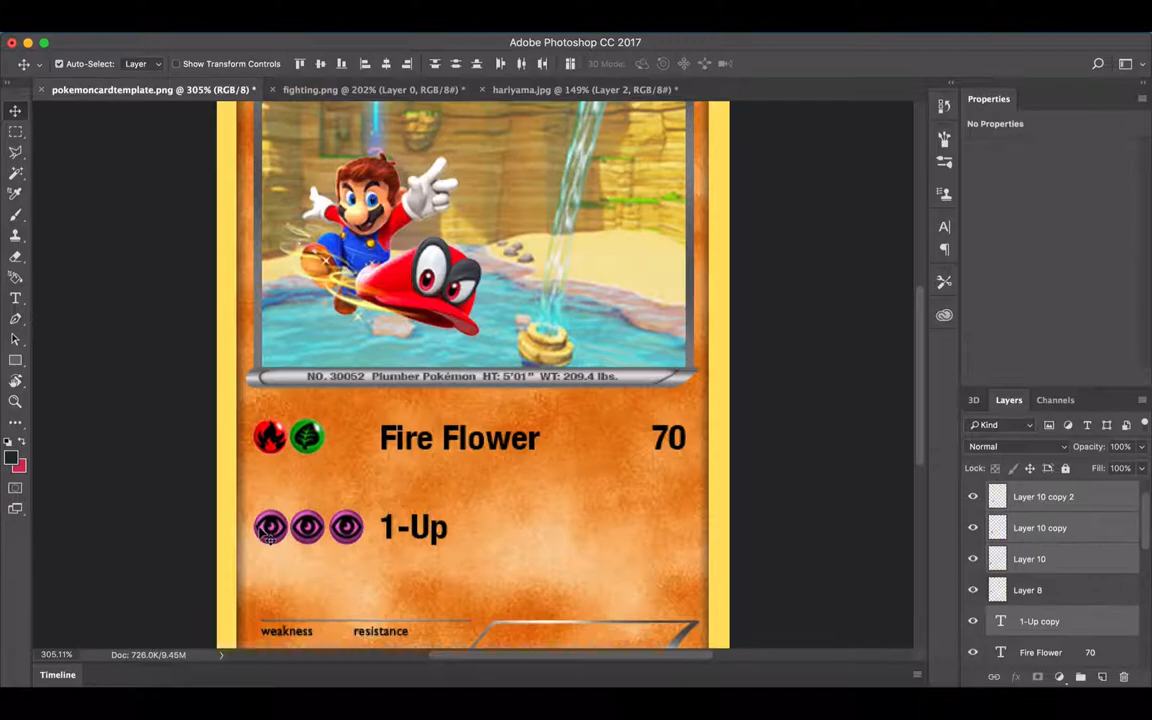 Adobe Photoshop CC 2017
Auto-Select: Layer Show Transform Controls 3D Mode:
pokemoncardtemplate.png @ 305% (RGB/8) * fighting.png @ 202% (Layer 0, RGB/8#) * hariyama.jpg @ 149% (Layer 2, RGB/8#) *
Properties
No Properties
NO. 30052 Plumber Pokémon HT: 5'01" WT: 209.4 lbs.
Fire Flower 70
1-Up
weakness resistance
3D Layers Channels
Kind
Normal Opacity: 100%
Lock: Fill: 100%
Layer 10 copy 2
Layer 10 copy
Layer 10
Layer 8
1-Up copy
Fire Flower 70
305.11% Doc: 726.0K/9.45M
Timeline